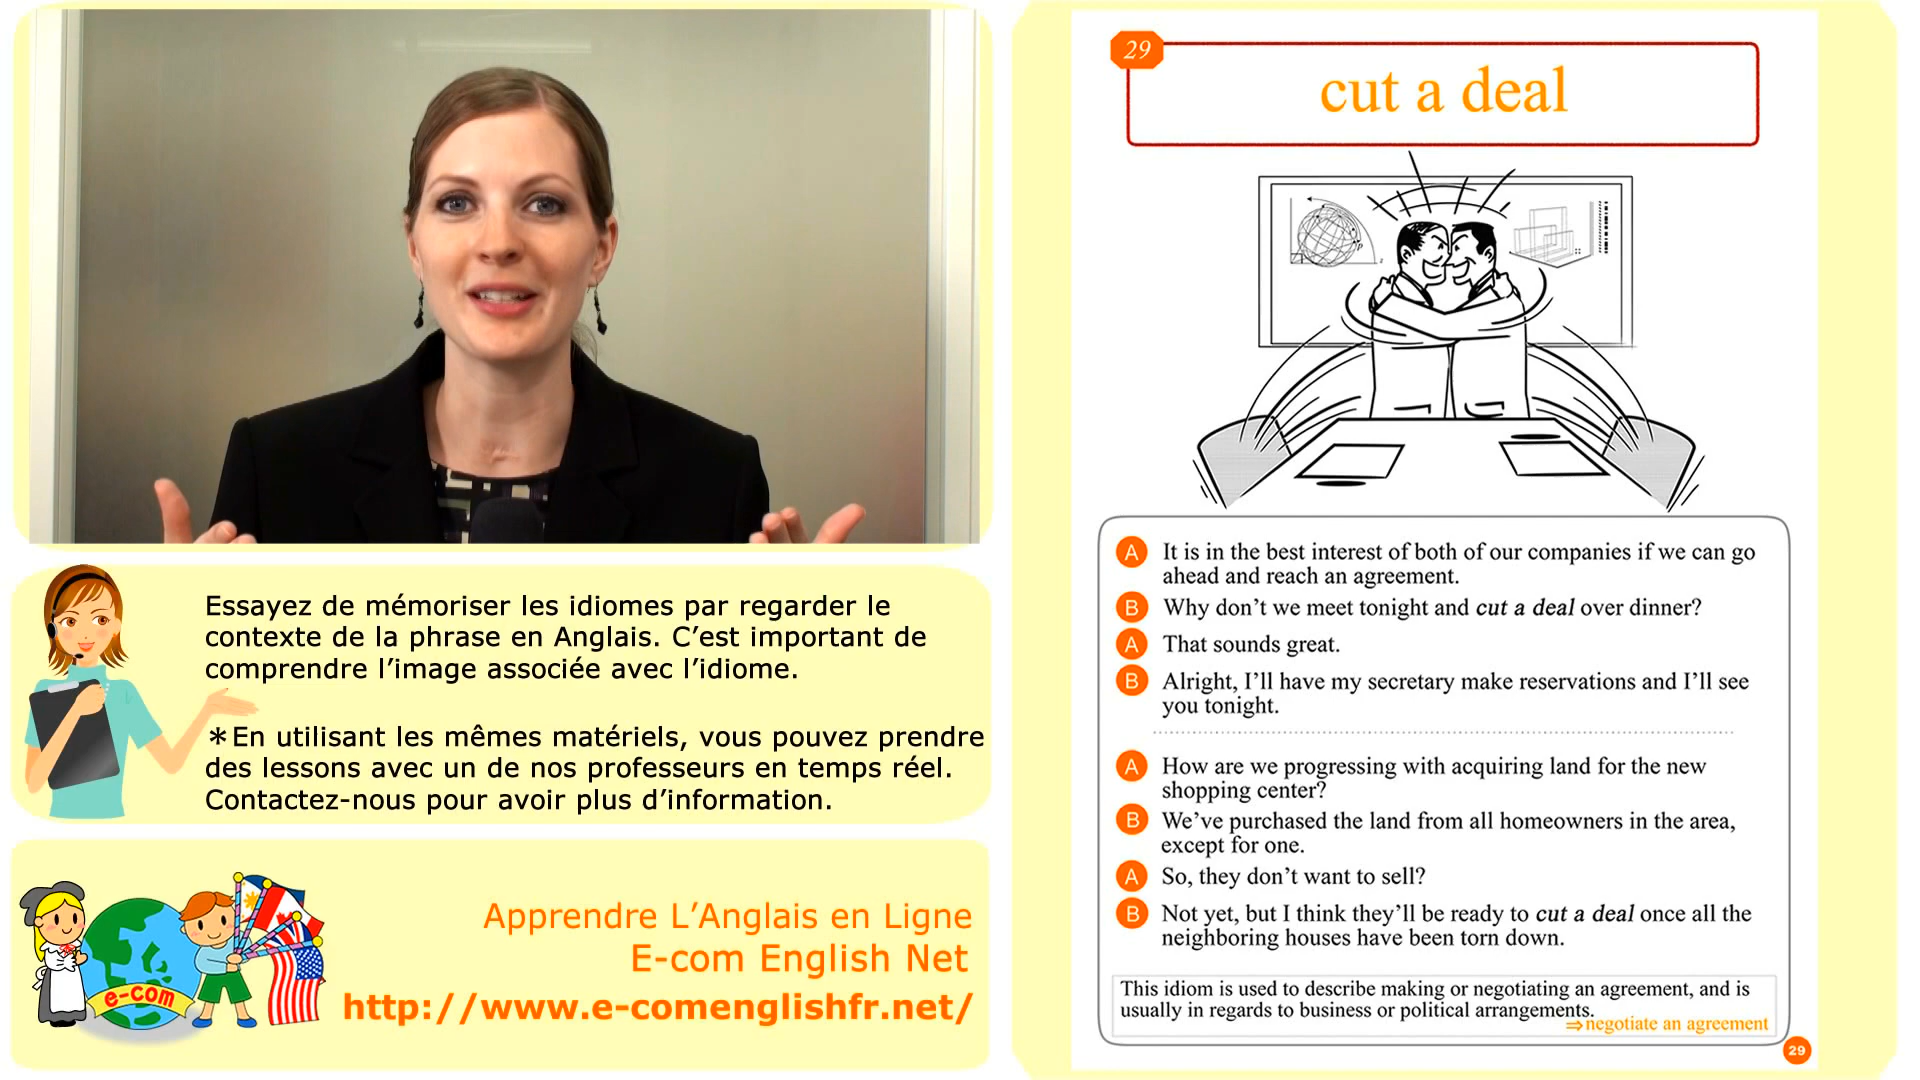 Essayez de mémoriser les idiomes par regarder le
contexte de la phrase en Anglais. C’est important de
comprendre l’image associée avec l’idiome.
*En utilisant les mêmes matériels, vous pouvez prendre
des lessons avec un de nos professeurs en temps réel.
Contactez-nous pour avoir plus d’information.
e-com
Apprendre L’Anglais en Ligne
E-com English Net
http://www.e-comenglishfr.net/
29
cut a deal
A It is in the best interest of both of our companies if we can go
ahead and reach an agreement.
B Why don’t we meet tonight and cut a deal over dinner?
A That sounds great.
B Alright, I’ll have my secretary make reservations and I’ll see
you tonight.
A How are we progressing with acquiring land for the new
shopping center?
B We’ve purchased the land from all homeowners in the area,
except for one.
A So, they don’t want to sell?
B Not yet, but I think they’ll be ready to cut a deal once all the
neighboring houses have been torn down.
This idiom is used to describe making or negotiating an agreement, and is
usually in regards to business or political arrangements.
⇒negotiate an agreement
29